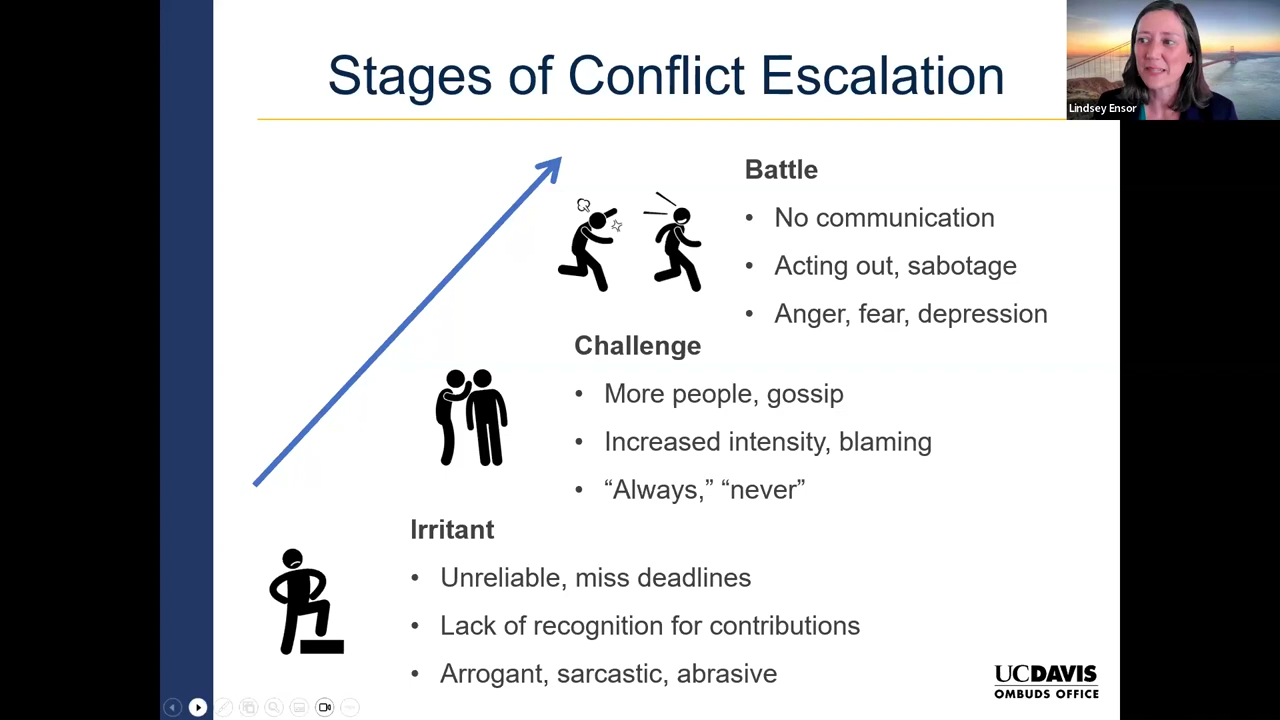 Stages of Conflict Escalation
Lindsey Ensor
Battle
• No communication
• Acting out, sabotage
• Anger, fear, depression
Challenge
• More people, gossip
• Increased intensity, blaming
• “Always,” “never”
Irritant
• Unreliable, miss deadlines
• Lack of recognition for contributions
• Arrogant, sarcastic, abrasive
UCDAVIS
OMBUDS OFFICE